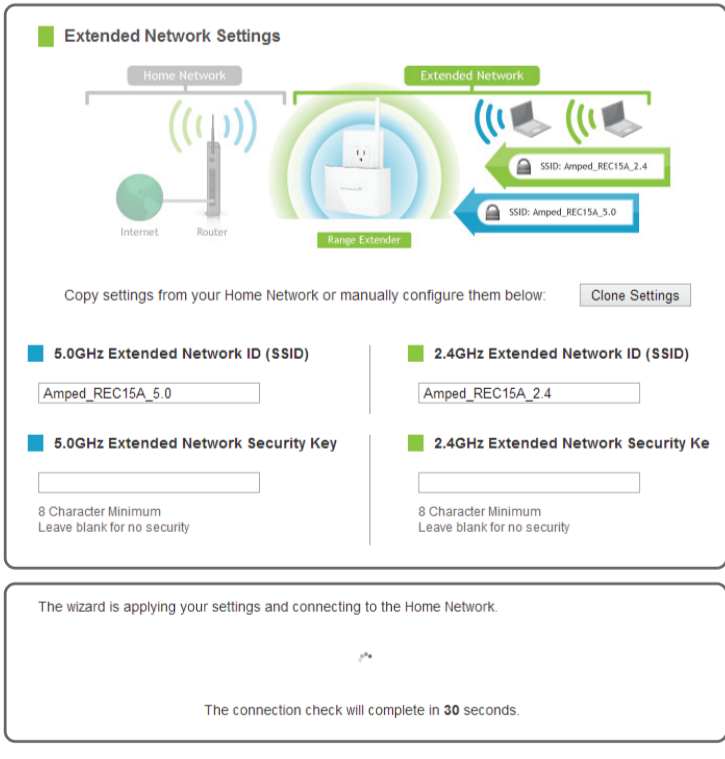 Extended Network Settings
Home Network
Extended Network
SSID: Amped_REC15A_2.4
SSID: Amped_REC15A_5.0
Internet
Router
Range Extender
Copy settings from your Home Network or manually configure them below:
Clone Settings
5.0GHz Extended Network ID (SSID)
Amped_REC15A_5.0
5.0GHz Extended Network Security Key
8 Character Minimum
Leave blank for no security
2.4GHz Extended Network ID (SSID)
Amped_REC15A_2.4
2.4GHz Extended Network Security Ke
8 Character Minimum
Leave blank for no security
The wizard is applying your settings and connecting to the Home Network.
The connection check will complete in 30 seconds.